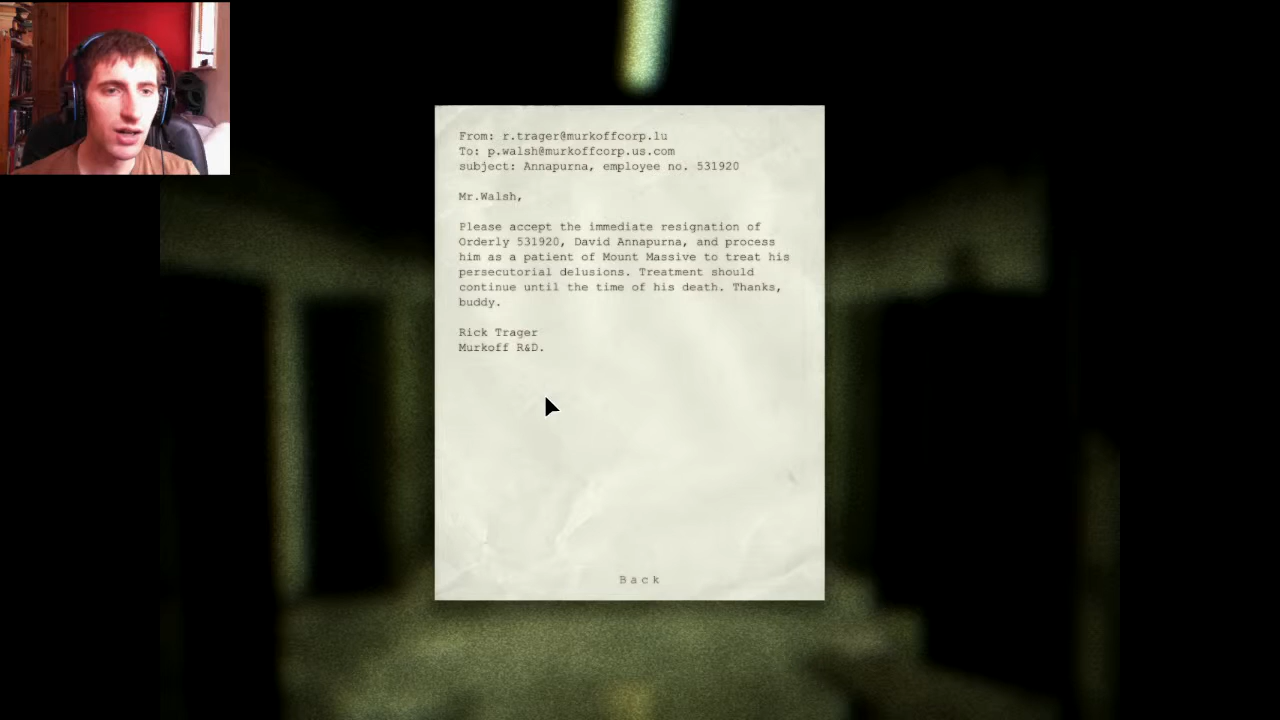 From: r.trager@murkoffcorp.lu
To: p.walsh@murkoffcorp.us.com
subject: Annapurna, employee no. 531920
Mr.Walsh,
Please accept the immediate resignation of
Orderly 531920, David Annapurna, and process
him as a patient of Mount Massive to treat his
persecutorial delusions. Treatment should
continue until the time of his death. Thanks,
buddy.
Rick Trager
Murkoff R&D.
Back